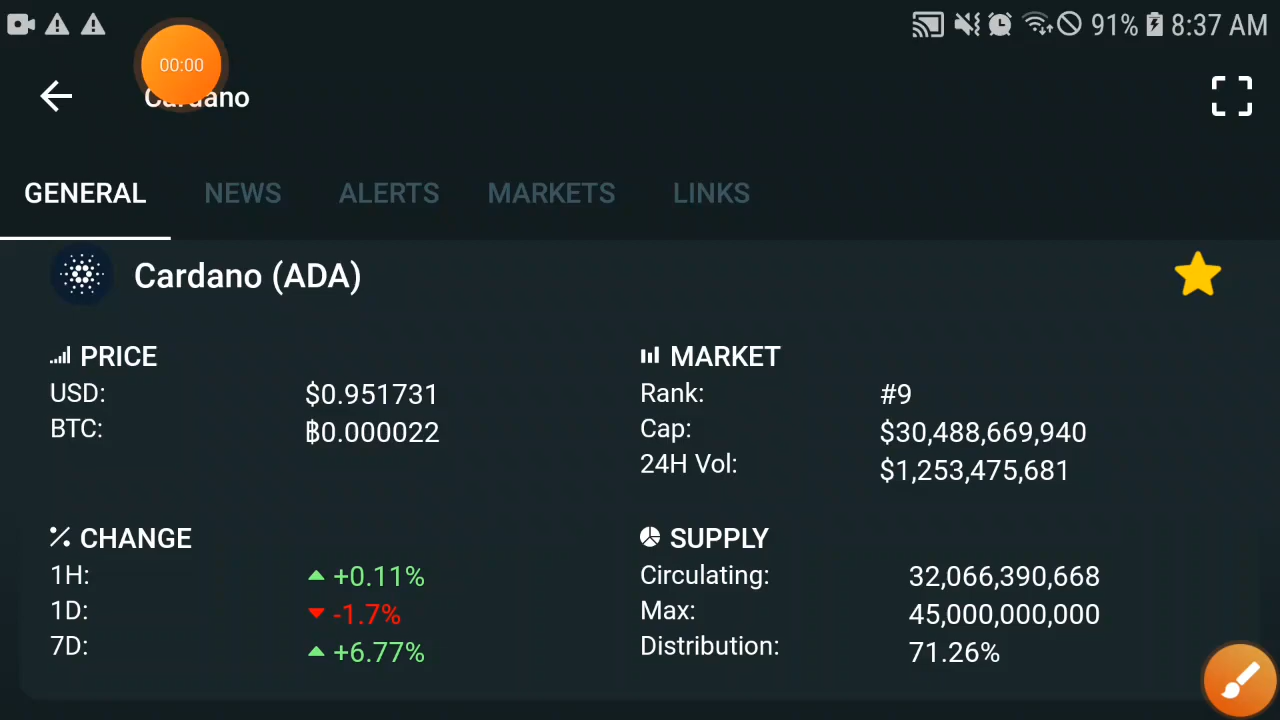 91% 8:37 AM
00:00
Cardano
GENERAL NEWS ALERTS MARKETS LINKS
Cardano (ADA)
PRICE
USD: $0.951731
BTC: ₿0.000022
MARKET
Rank: #9
Cap: $30,488,669,940
24H Vol: $1,253,475,681
CHANGE
1H: +0.11%
1D: -1.7%
7D: +6.77%
SUPPLY
Circulating: 32,066,390,668
Max: 45,000,000,000
Distribution: 71.26%